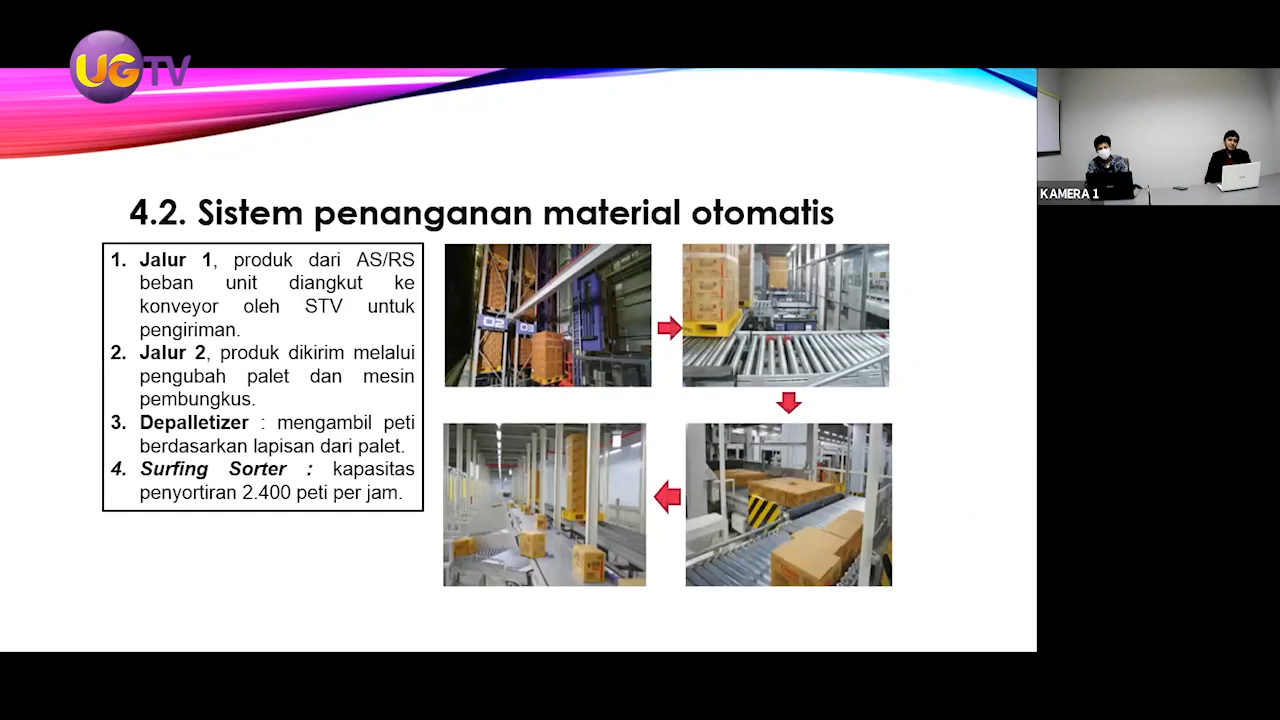 UGTV
4.2. Sistem penanganan material otomatis
1. Jalur 1, produk dari AS/RS
beban unit diangkut ke
konveyor oleh STV untuk
pengiriman.
2. Jalur 2, produk dikirim melalui
pengubah palet dan mesin
pembungkus.
3. Depalletizer : mengambil peti
berdasarkan lapisan dari palet.
4. Surfing Sorter : kapasitas
penyortiran 2.400 peti per jam.
02
KAMERA 1